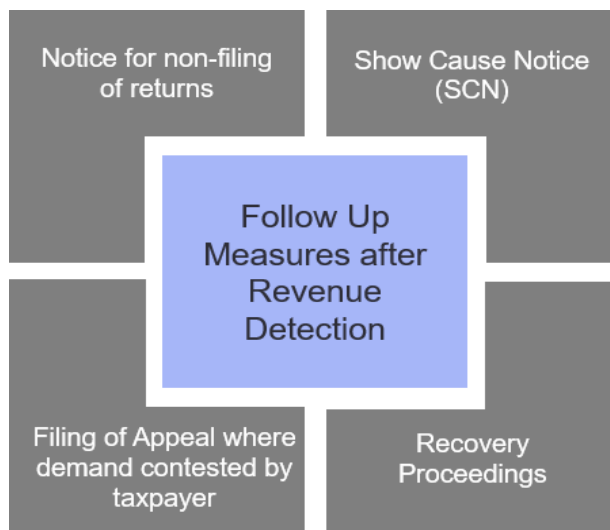 Notice for non-filing
of returns
Show Cause Notice
(SCN)
Follow Up
Measures after
Revenue
Detection
Filing of Appeal where
demand contested by
taxpayer
Recovery
Proceedings